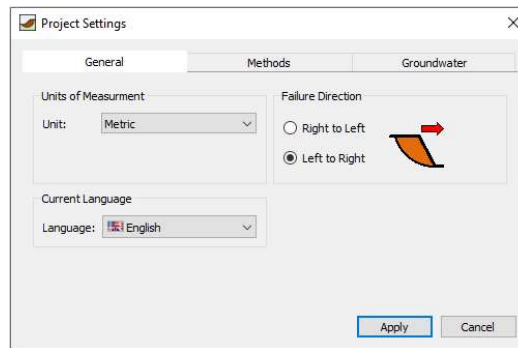 Project Settings
General
Methods
Groundwater
Units of Measurment
Unit:
Metric
Failure Direction
Right to Left
Left to Right
Current Language
Language:
English
Apply
Cancel